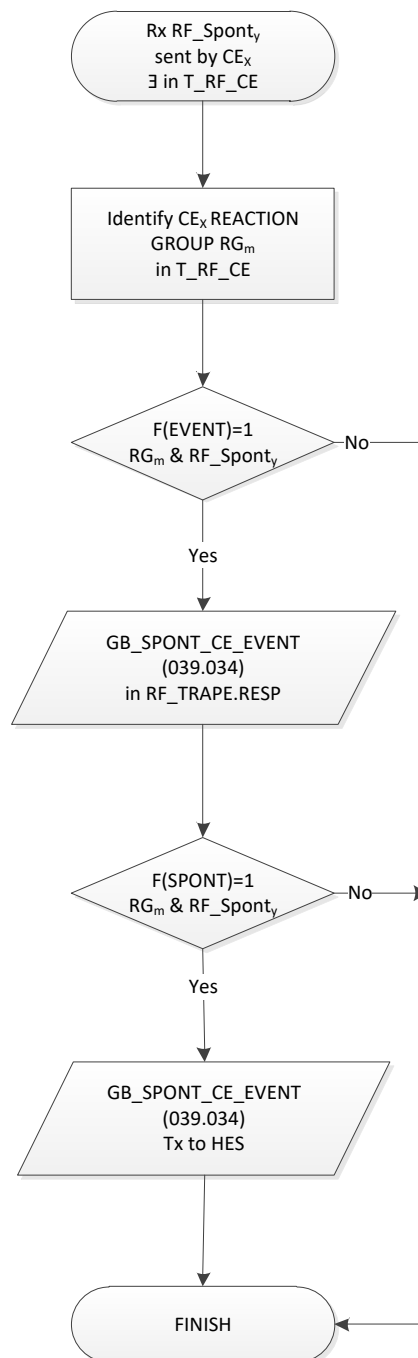 Rx RF_Sponty
sent by CEX
∃ in T_RF_CE
Identify CEX REACTION
GROUP RGm
in T_RF_CE
F(EVENT)=1
RGm & RF_Sponty
No
Yes
GB_SPONT_CE_EVENT
(039.034)
in RF_TRAPE.RESP
F(SPONT)=1
RGm & RF_Sponty
No
Yes
GB_SPONT_CE_EVENT
(039.034)
Tx to HES
FINISH